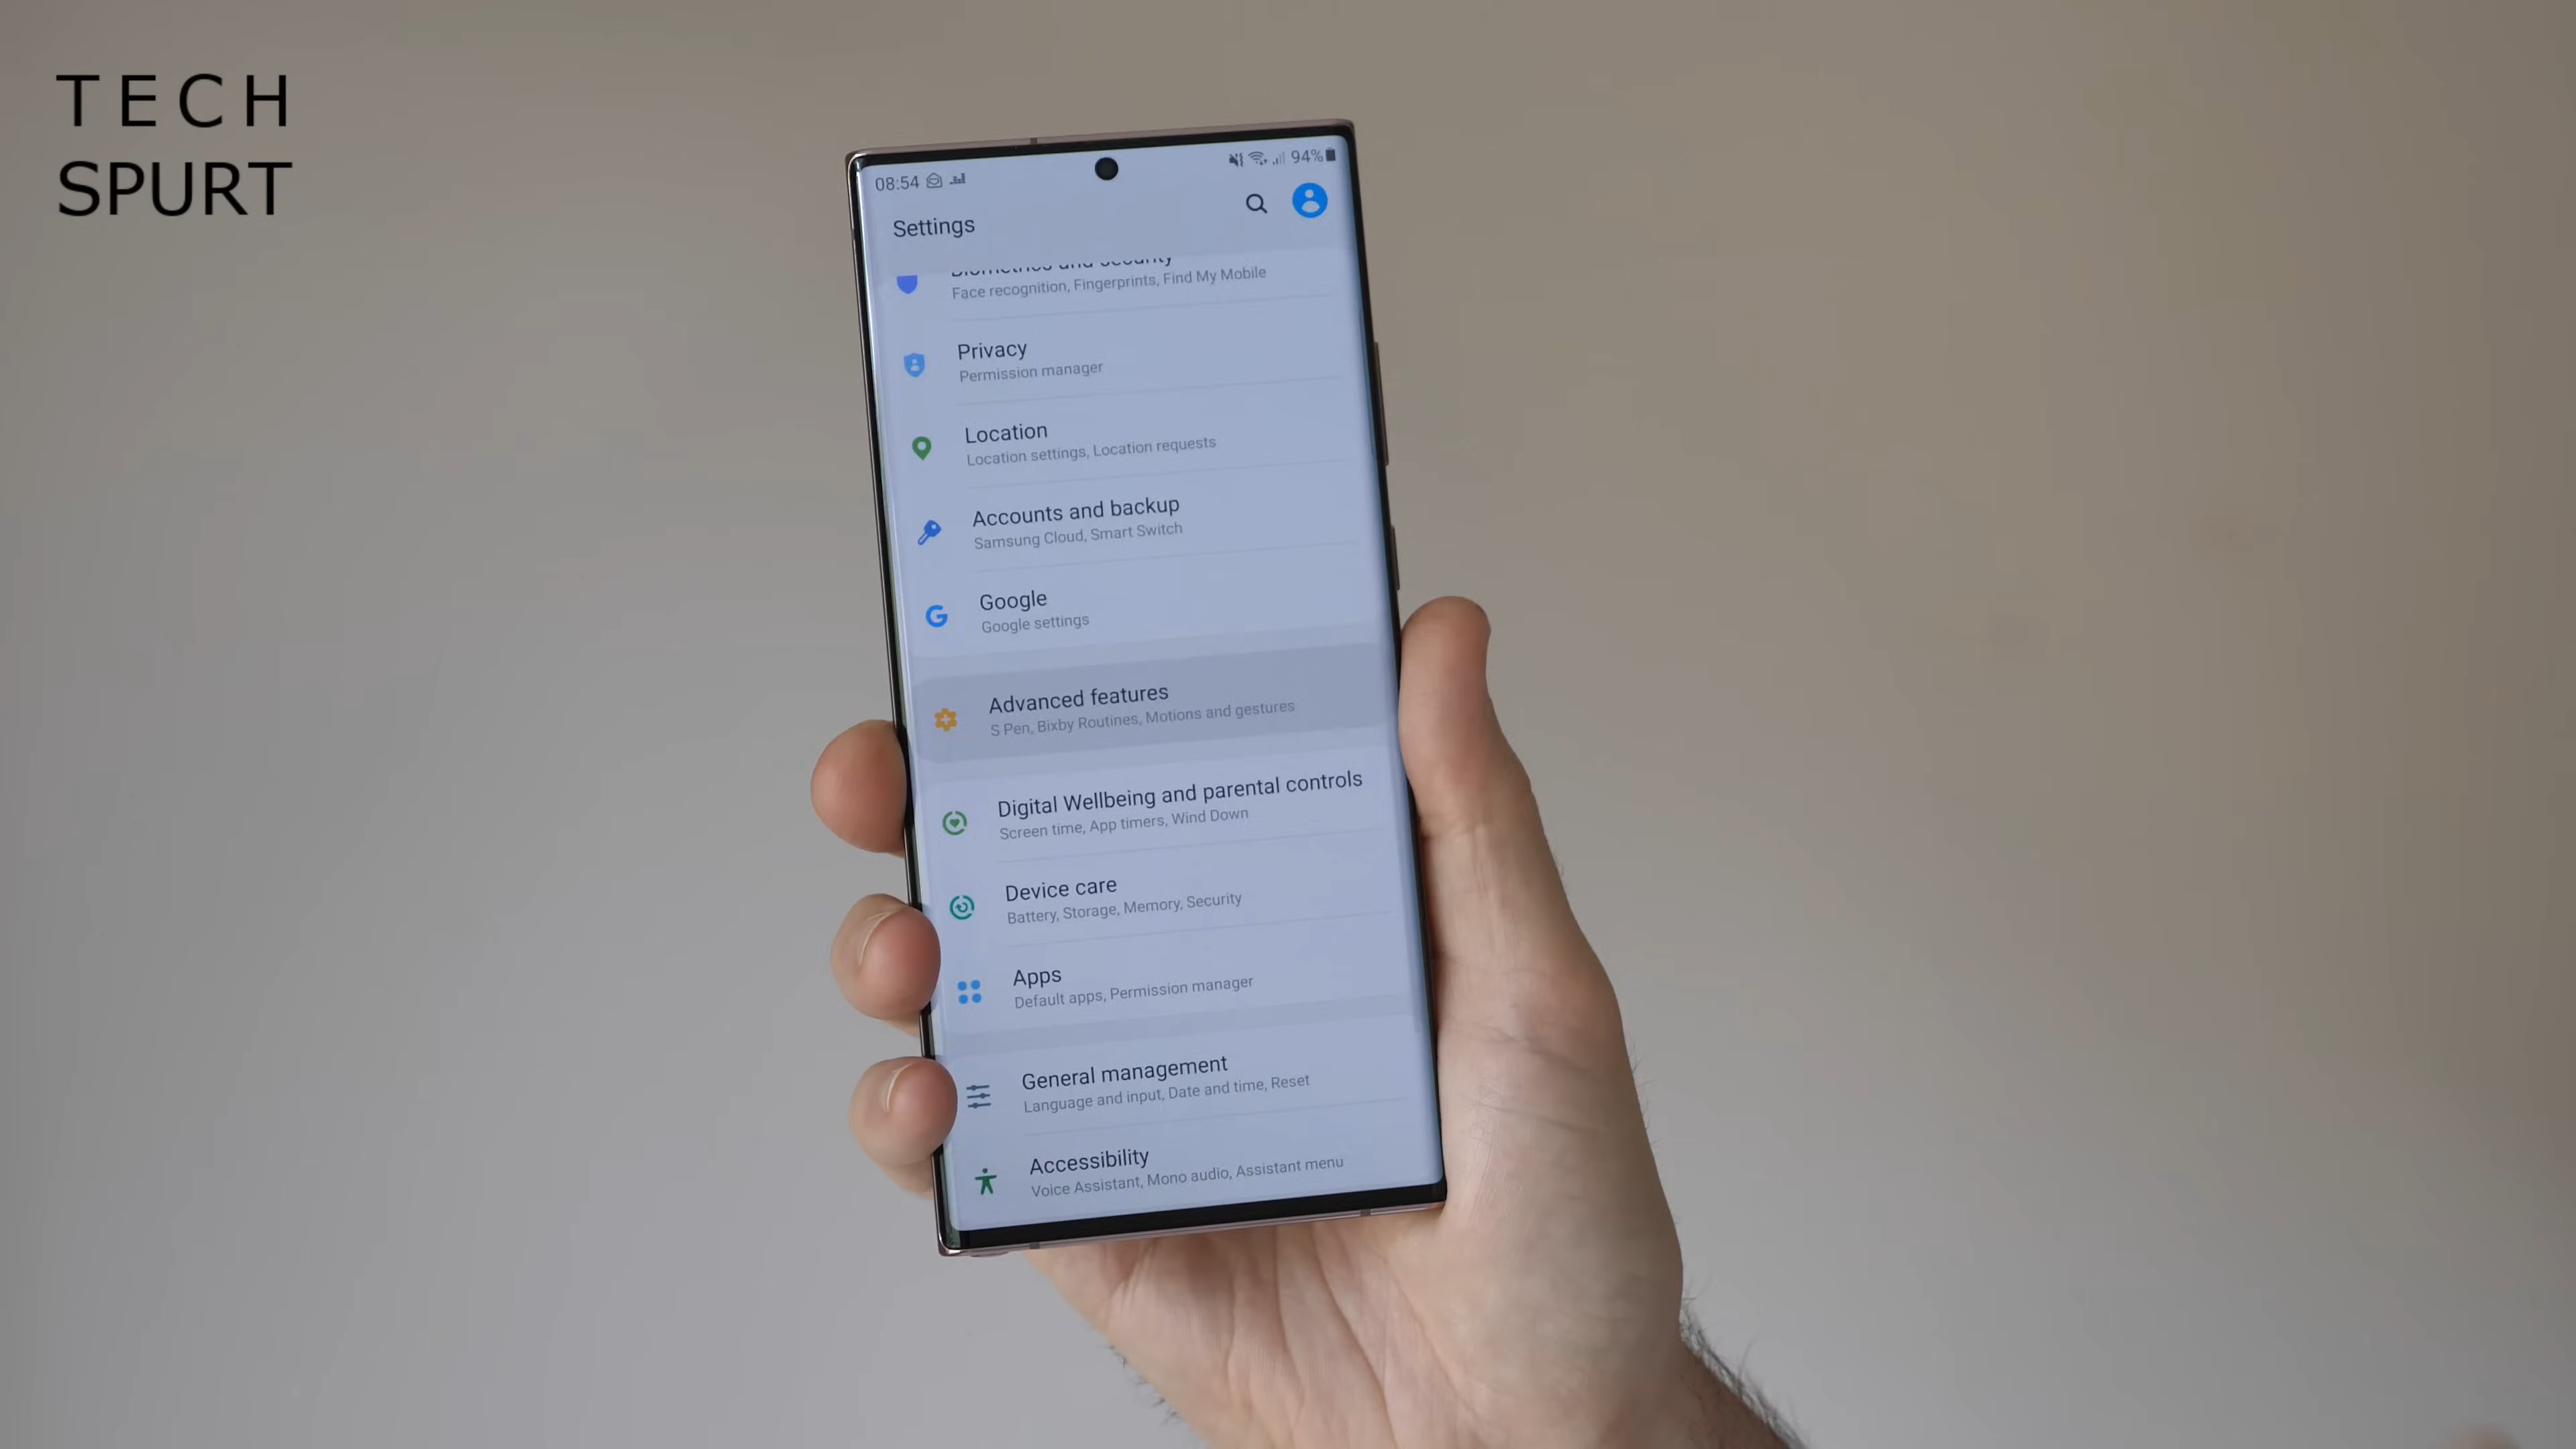 TECH
SPURT
08:54
94%
Settings
Biometrics and security
Face recognition, Fingerprints, Find My Mobile
Privacy
Permission manager
Location
Location settings, Location requests
Accounts and backup
Samsung Cloud, Smart Switch
Google
Google settings
Advanced features
S Pen, Bixby Routines, Motions and gestures
Digital Wellbeing and parental controls
Screen time, App timers, Wind Down
Device care
Battery, Storage, Memory, Security
Apps
Default apps, Permission manager
General management
Language and input, Date and time, Reset
Accessibility
Voice Assistant, Mono audio, Assistant menu